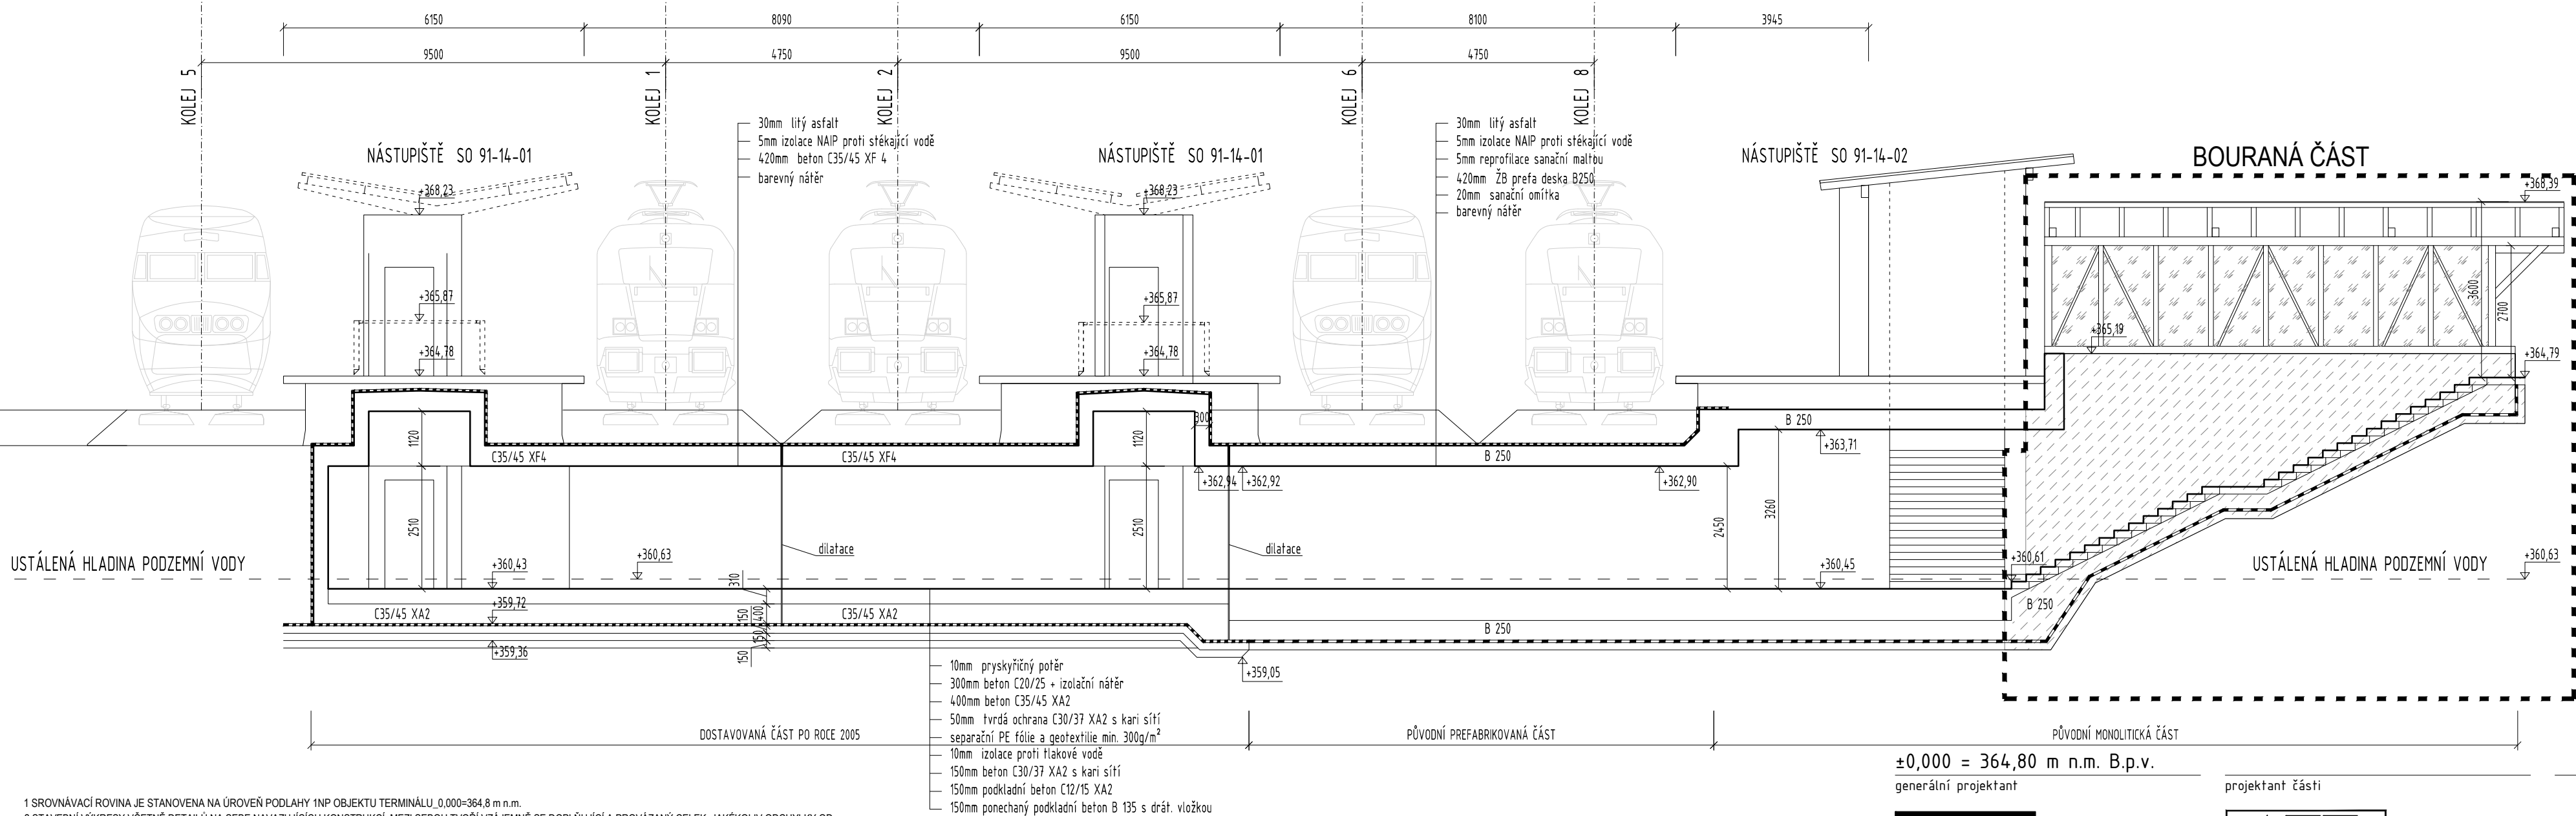 6150
8090
6150
8100
3945
9500
4750
9500
4750
KOLEJ 5
KOLEJ 1
KOLEJ 2
KOLEJ 6
KOLEJ 8
30mm litý asfalt
5mm izolace NAIP proti stékající vodě
420mm beton C35/45 XF 4
barevný nátěr
30mm litý asfalt
5mm izolace NAIP proti stékající vodě
5mm reprofilace sanační maltou
420mm ŽB prefa deska B250
20mm sanační omítka
barevný nátěr
NÁSTUPIŠTĚ SO 91-14-01
NÁSTUPIŠTĚ SO 91-14-01
NÁSTUPIŠTĚ SO 91-14-02
BOURANÁ ČÁST
+368,23
+368,23
+368,39
+365,87
+365,87
3600
2700
+365,19
+364,78
+364,78
+364,79
1120
1120
300
B 250
+363,71
C35/45 XF4
C35/45 XF4
B 250
+362,94
+362,92
+362,90
2510
2510
2450
3260
dilatace
dilatace
USTÁLENÁ HLADINA PODZEMNÍ VODY
+360,43
+360,63
310
+360,45
+360,61
USTÁLENÁ HLADINA PODZEMNÍ VODY
+360,63
C35/45 XA2
+359,72
150
400
C35/45 XA2
B 250
B 250
+359,36
150
150
+359,05
10mm pryskyřičný potěr
300mm beton C20/25 + izolační nátěr
400mm beton C35/45 XA2
50mm tvrdá ochrana C30/37 XA2 s kari sítí
separační PE fólie a geotextilie min. 300g/m²
10mm izolace proti tlakové vodě
150mm beton C30/37 XA2 s kari sítí
150mm podkladní beton C12/15 XA2
150mm ponechaný podkladní beton B 135 s drát. vložkou
DOSTAVOVANÁ ČÁST PO ROCE 2005
PŮVODNÍ PREFABRIKOVANÁ ČÁST
PŮVODNÍ MONOLITICKÁ ČÁST
±0,000 = 364,80 m n.m. B.p.v.
generální projektant
projektant části
1 SROVNÁVACÍ ROVINA JE STANOVENA NA ÚROVEŇ PODLAHY 1NP OBJEKTU TERMINÁLU_0,000=364,8 m n.m.